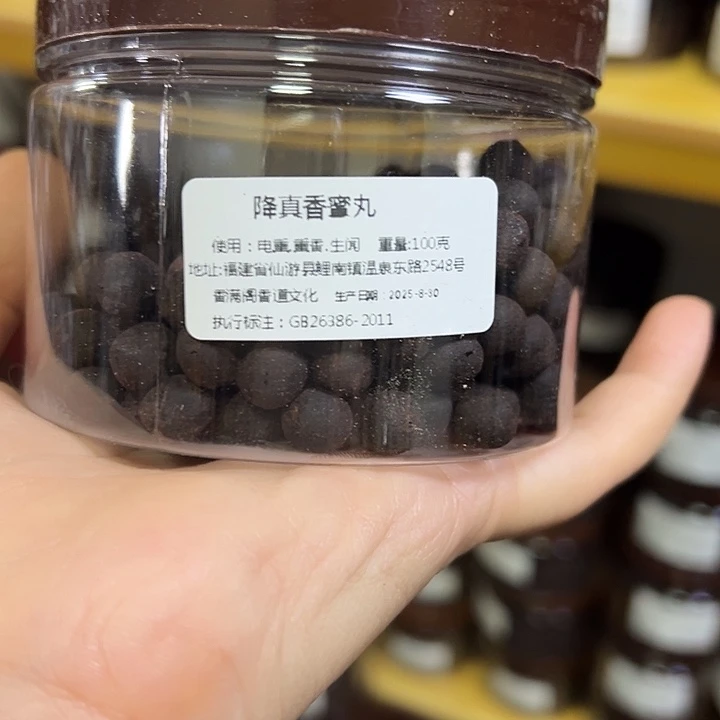 降真香蜜丸
使用：电熏.熏香.生闻 重量:100克
地址:福建省仙游县鲤南镇温泉东路2548号
香满阁香道文化 生产日期：2025-8-30
执行标注：GB26386-2011